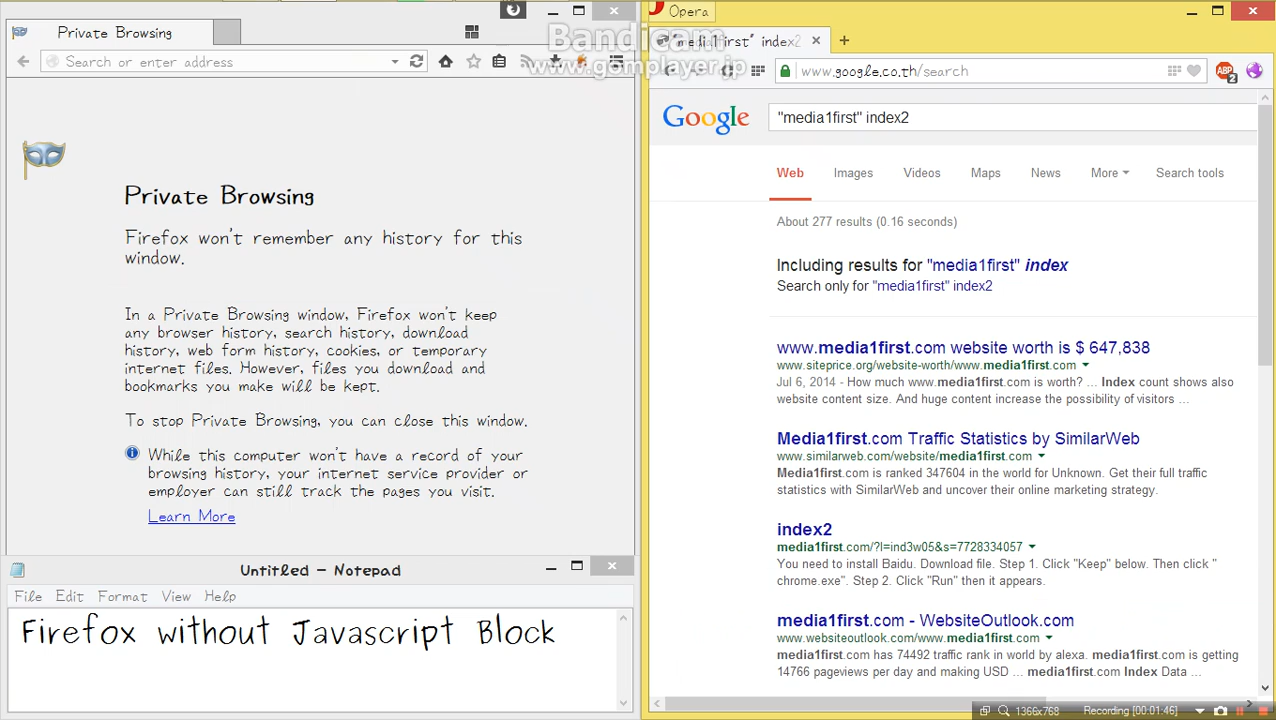 Private Browsing
Search or enter address
Private Browsing
Firefox won't remember any history for this
window.
In a Private Browsing window, Firefox won't keep
any browser history, search history, download
history, web form history, cookies, or temporary
internet files. However, files you download and
bookmarks you make will be kept.
To stop Private Browsing, you can close this window.
While this computer won't have a record of your
browsing history, your internet service provider or
employer can still track the pages you visit.
Learn More
Untitled - Notepad
File Edit Format View Help
Firefox without Javascript Block
Opera
Bandicam
www.gomplayer.jp
"media1first" index2
www.google.co.th/search
ABP
2
Google
"media1first" index2
Web Images Videos Maps News More Search tools
About 277 results (0.16 seconds)
Including results for "media1first" index
Search only for "media1first" index2
www.media1first.com website worth is $ 647,838
www.siteprice.org/website-worth/www.media1first.com
Jul 6, 2014 - How much www.media1first.com is worth? ... Index count shows also
website content size. And huge content increase the possibility of visitors ...
Media1first.com Traffic Statistics by SimilarWeb
www.similarweb.com/website/media1first.com
Media1first.com is ranked 347604 in the world for Unknown. Get their full traffic
statistics with SimilarWeb and uncover their online marketing strategy.
index2
media1first.com/?l=ind3w05&s=7728334057
You need to install Baidu. Download file. Step 1. Click "Keep" below. Then click "
chrome.exe". Step 2. Click "Run" then it appears.
media1first.com - WebsiteOutlook.com
www.websiteoutlook.com/www.media1first.com
media1first.com has 74492 traffic rank in world by alexa. media1first.com is getting
14766 pageviews per day and making USD ... media1first.com Index Data ...
1366x768 Recording [00:01:46]